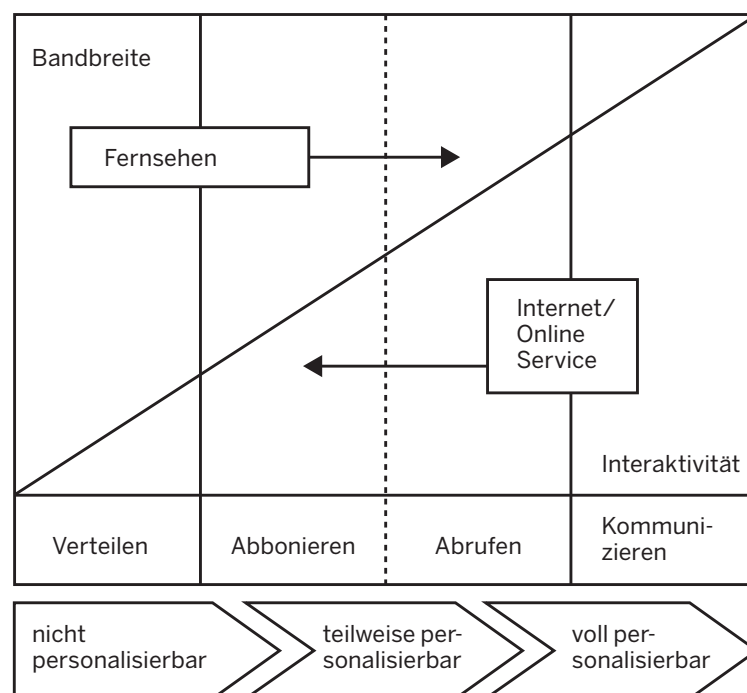 Bandbreite
Fernsehen
Internet/
Online
Service
Interaktivität
Verteilen
Abbonieren
Abrufen
Kommuni-
zieren
nicht
personalisierbar
teilweise per-
sonalisierbar
voll per-
sonalisierbar